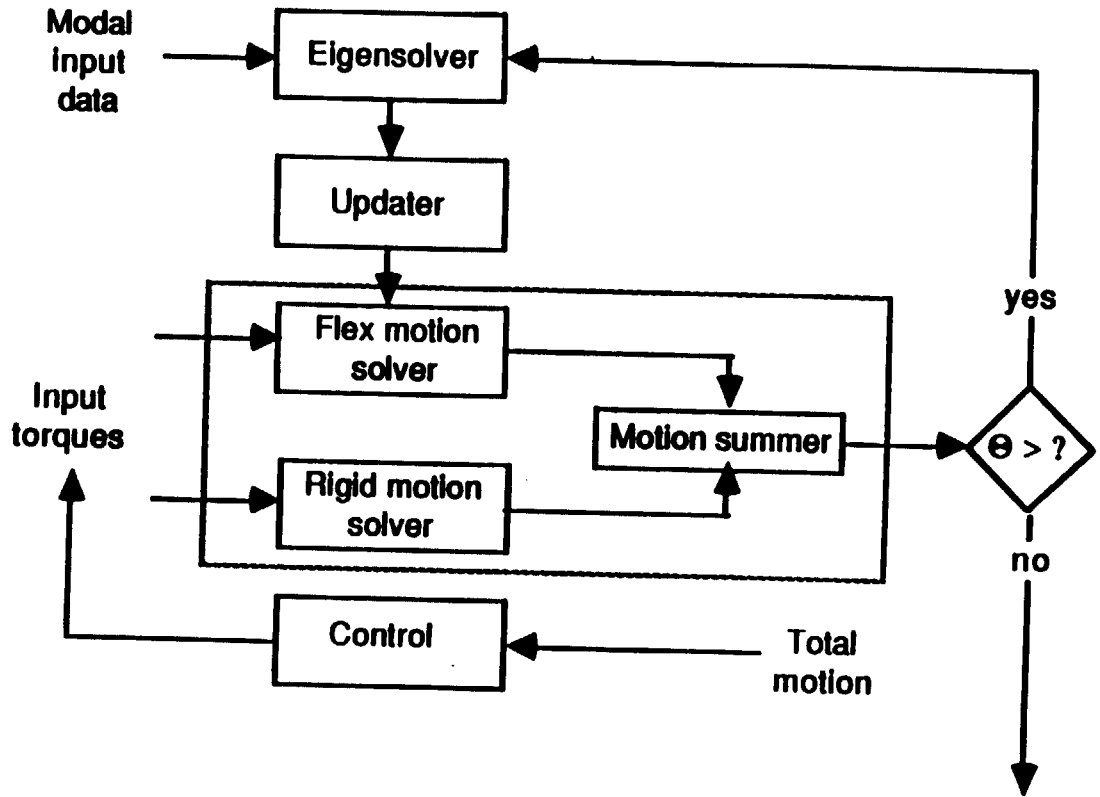 Modal
input
data
Eigensolver
Updater
Flex motion
solver
yes
Input
torques
Motion summer
Θ > ?
Rigid motion
solver
no
Control
Total
motion